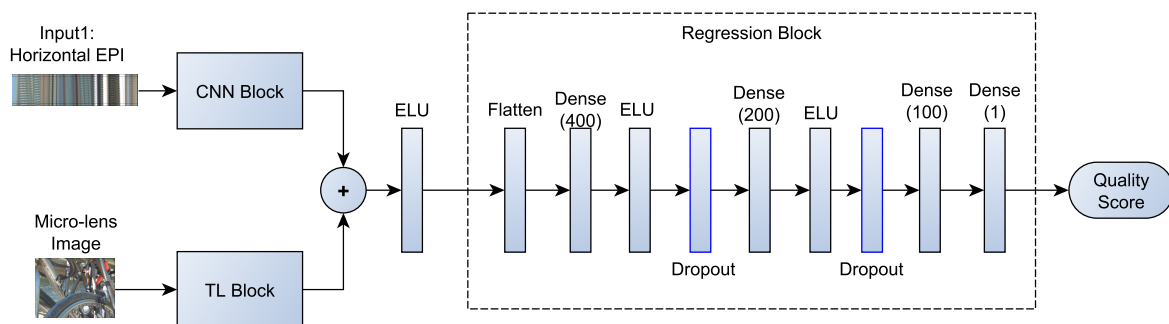 Input1:
Horizontal EPI
CNN Block
Micro-lens
Image
TL Block
+
ELU
Regression Block
Flatten
Dense
(400)
ELU
Dropout
Dense
(200)
ELU
Dropout
Dense
(100)
Dense
(1)
Quality
Score